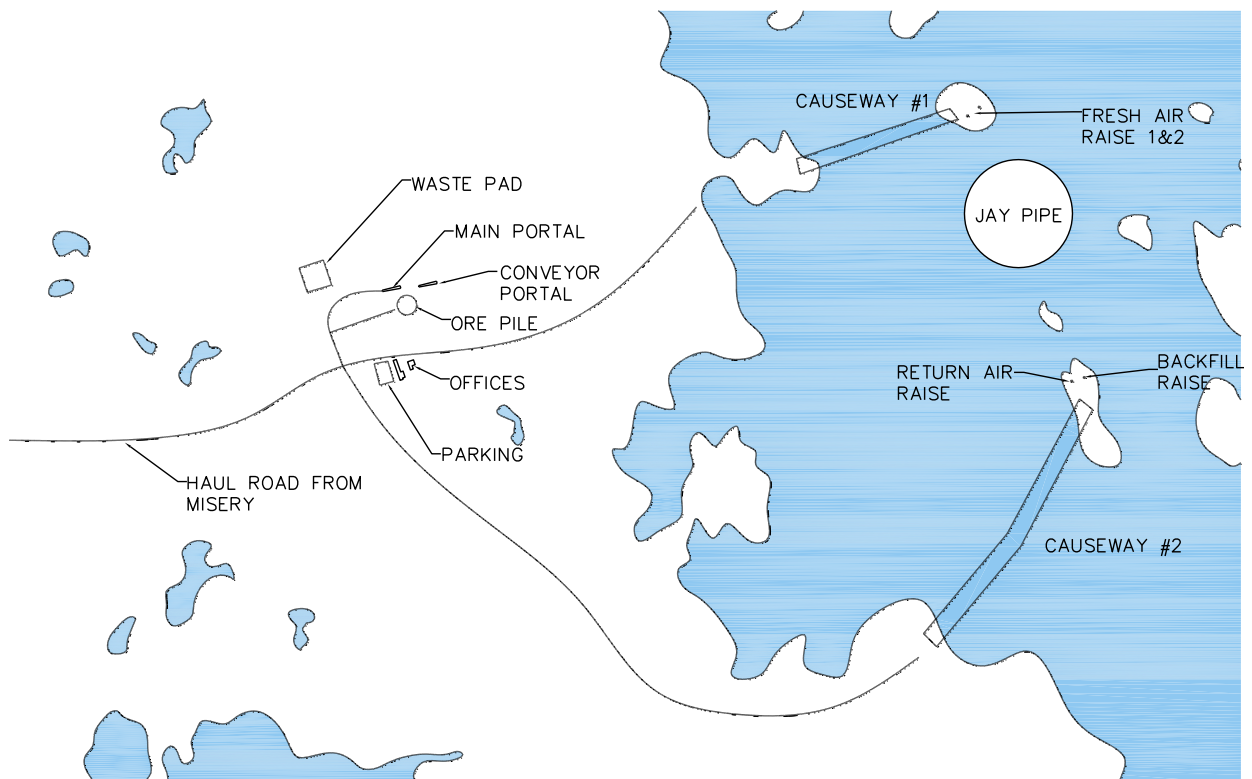 CAUSEWAY #1
FRESH AIR
RAISE 1&2
WASTE PAD
JAY PIPE
MAIN PORTAL
CONVEYOR
PORTAL
ORE PILE
RETURN AIR
RAISE
BACKFILL
RAISE
OFFICES
PARKING
HAUL ROAD FROM
MISERY
CAUSEWAY #2